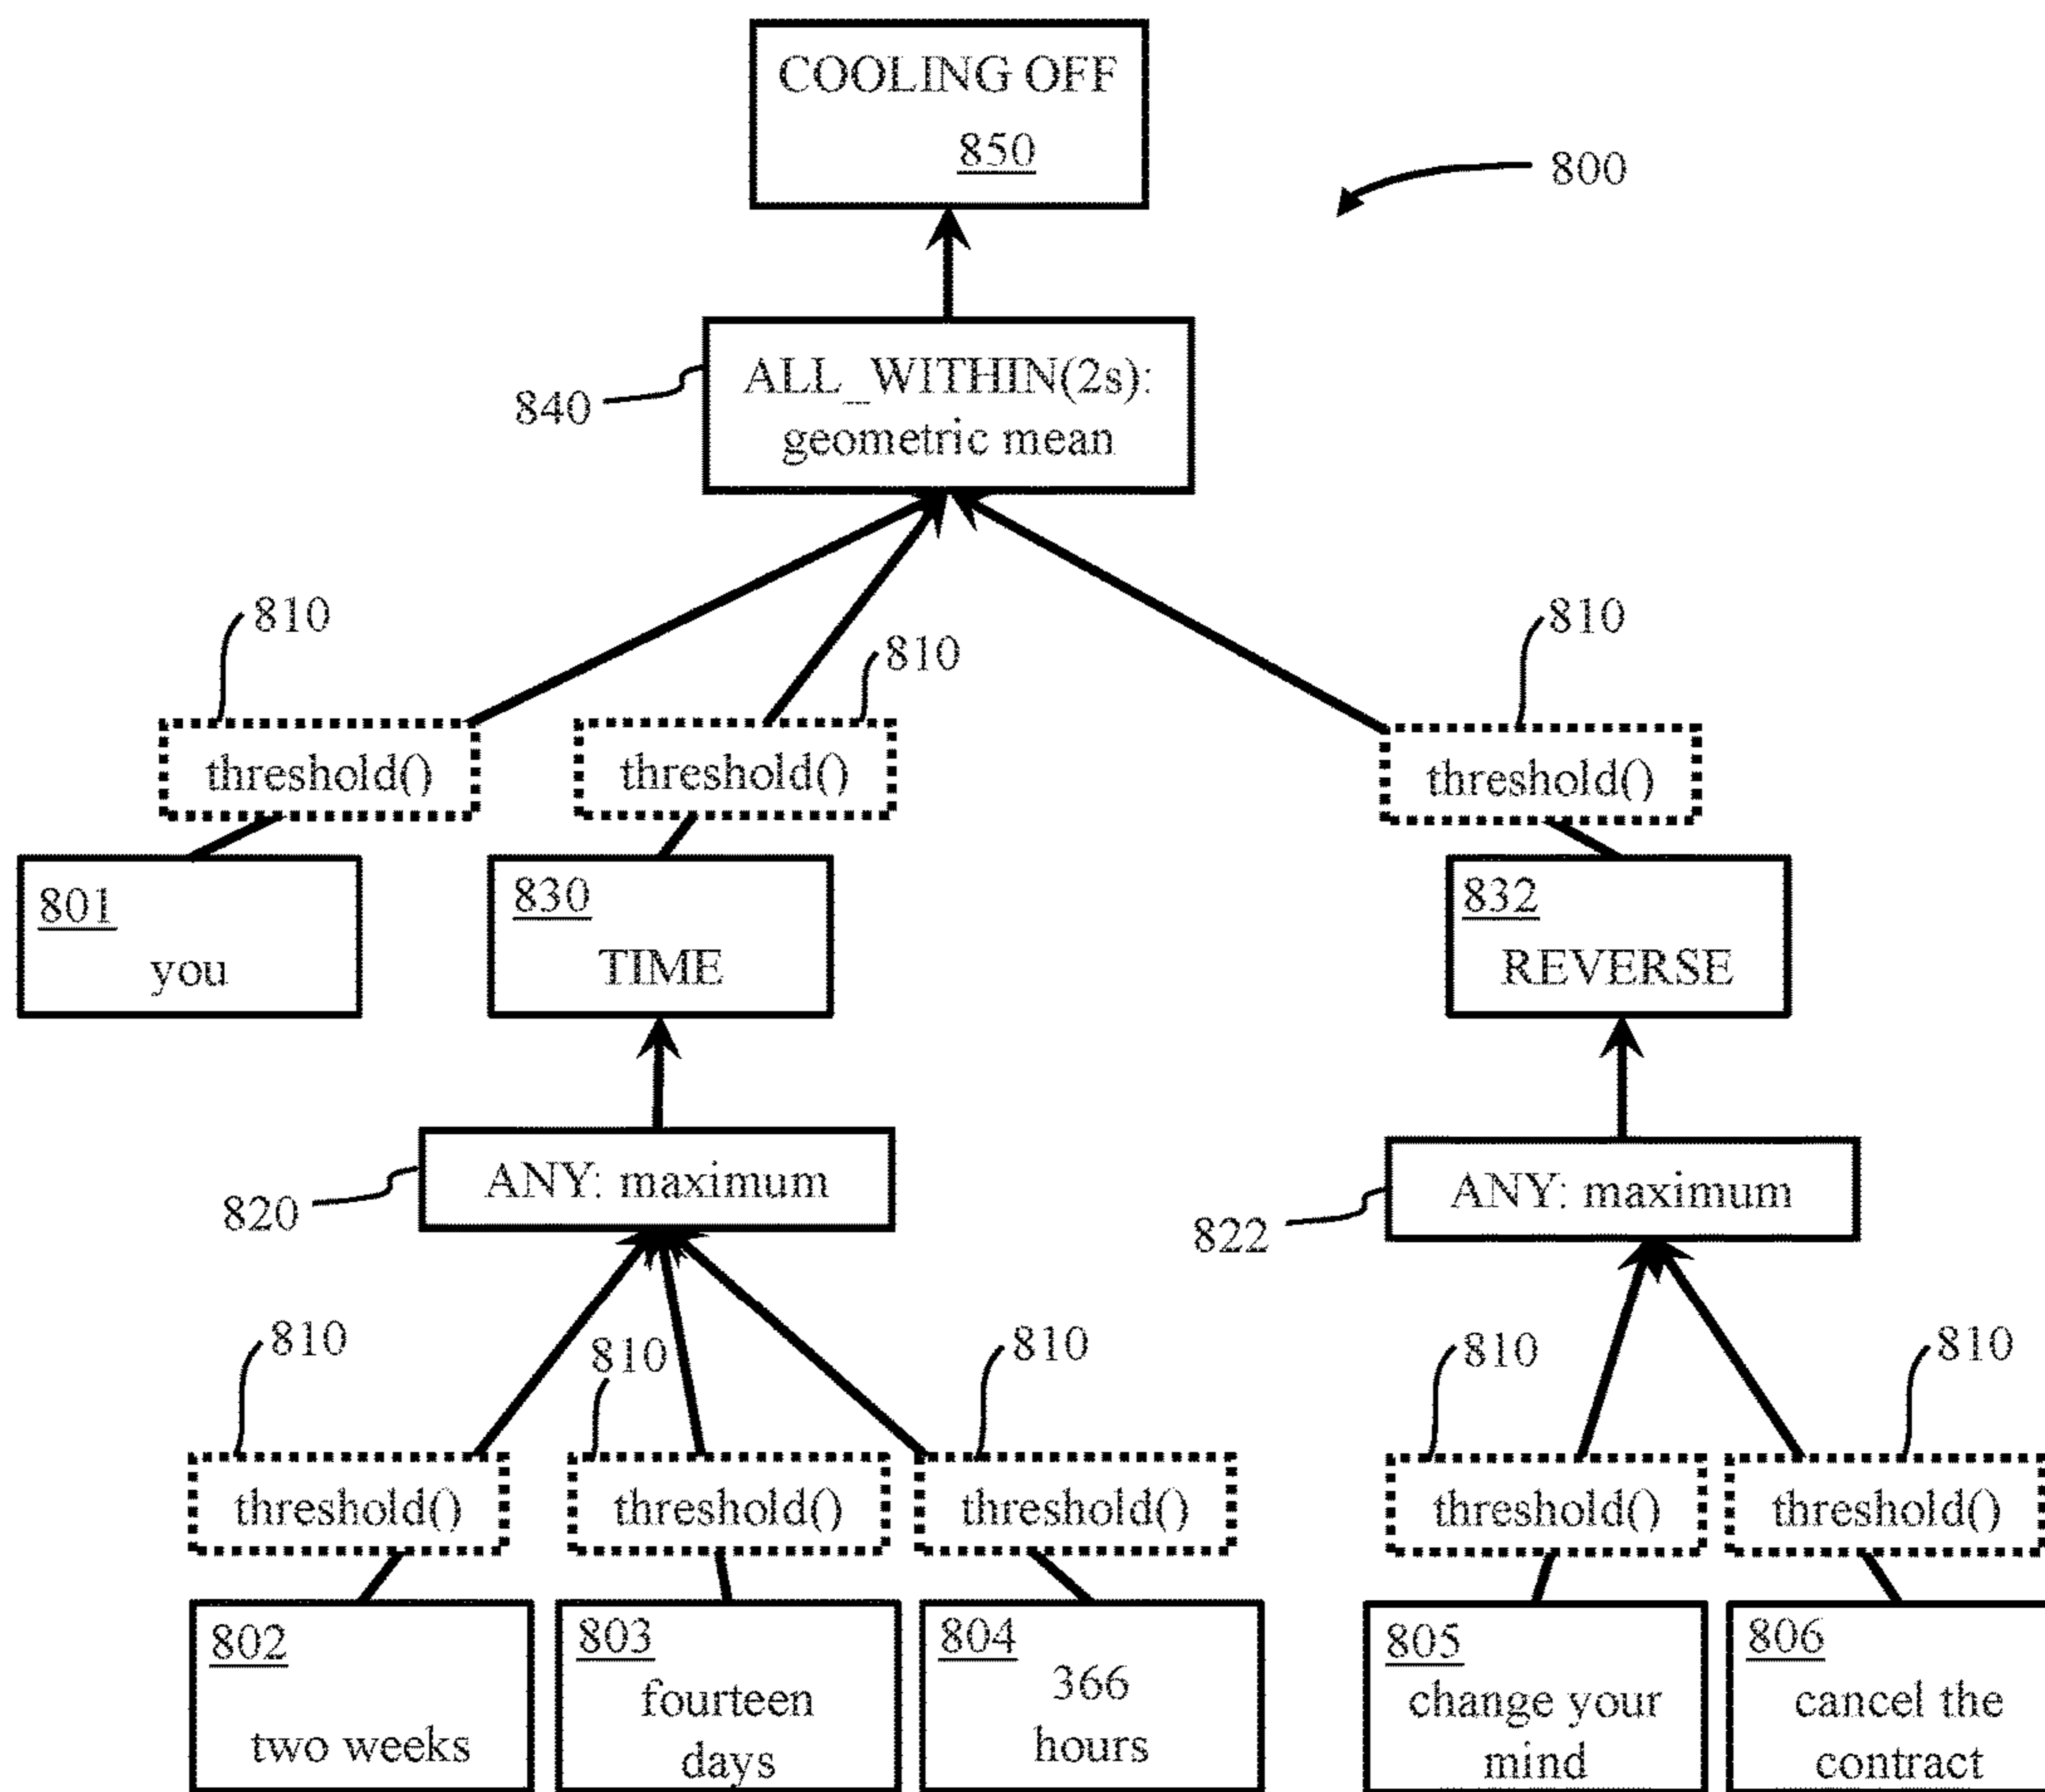 COOLING OFF
850
800
ALL_WITHIN(2s):
geometric mean
840
810
810
810
threshold()
threshold()
threshold()
801
you
830
TIME
832
REVERSE
ANY: maximum
820
ANY: maximum
822
810
810
810
810
810
threshold()
threshold()
threshold()
threshold()
threshold()
802
two weeks
803
fourteen
days
804
366
hours
805
change your
mind
806
cancel the
contract